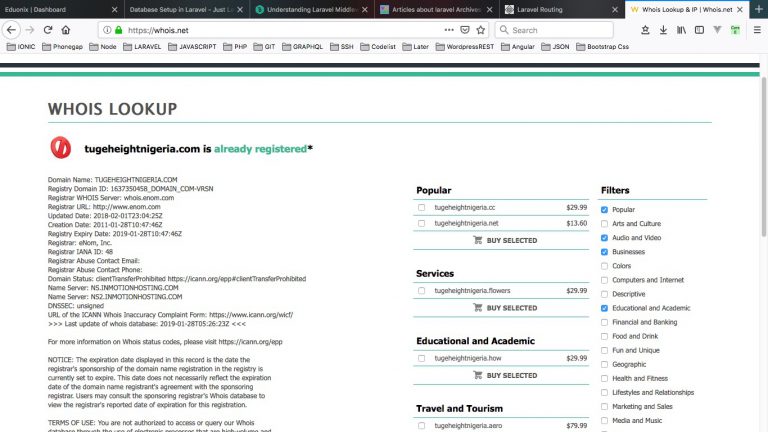 Eduonix | Dashboard
Database Setup in Laravel - Just La
Understanding Laravel Middlew
Articles about laravel Archives
Laravel Routing
Whois Lookup & IP | Whois.net
https://whois.net
Search
IONIC Phonegap Node LARAVEL JAVASCRIPT PHP GIT GRAPHQL SSH Codelist Later WordpressREST Angular JSON Bootstrap Css
WHOIS LOOKUP
tugeheightnigeria.com is already registered*
Domain Name: TUGEHEIGHTNIGERIA.COM
Registry Domain ID: 1637350458_DOMAIN_COM-VRSN
Registrar WHOIS Server: whois.enom.com
Registrar URL: http://www.enom.com
Updated Date: 2018-02-01T23:04:25Z
Creation Date: 2011-01-28T10:47:46Z
Registry Expiry Date: 2019-01-28T10:47:46Z
Registrar: eNom, Inc.
Registrar IANA ID: 48
Registrar Abuse Contact Email:
Registrar Abuse Contact Phone:
Domain Status: clientTransferProhibited https://icann.org/epp#clientTransferProhibited
Name Server: NS.INMOTIONHOSTING.COM
Name Server: NS2.INMOTIONHOSTING.COM
DNSSEC: unsigned
URL of the ICANN Whois Inaccuracy Complaint Form: https://www.icann.org/wicf/
>>> Last update of whois database: 2019-01-28T05:26:23Z <<<
For more information on Whois status codes, please visit https://icann.org/epp
NOTICE: The expiration date displayed in this record is the date the
registrar's sponsorship of the domain name registration in the registry is
currently set to expire. This date does not necessarily reflect the expiration
date of the domain name registrant's agreement with the sponsoring
registrar. Users may consult the sponsoring registrar's Whois database to
view the registrar's reported date of expiration for this registration.
TERMS OF USE: You are not authorized to access or query our Whois
database through the use of electronic processes that are high-volume and
Popular
tugeheightnigeria.cc $29.99
tugeheightnigeria.net $13.60
BUY SELECTED
Services
tugeheightnigeria.flowers $29.99
BUY SELECTED
Educational and Academic
tugeheightnigeria.how $29.99
BUY SELECTED
Travel and Tourism
tugeheightnigeria.aero $79.99
Filters
Popular
Arts and Culture
Audio and Video
Businesses
Colors
Computers and Internet
Descriptive
Educational and Academic
Financial and Banking
Food and Drink
Fun and Unique
Geographic
Health and Fitness
Lifestyles and Relationships
Marketing and Sales
Media and Music